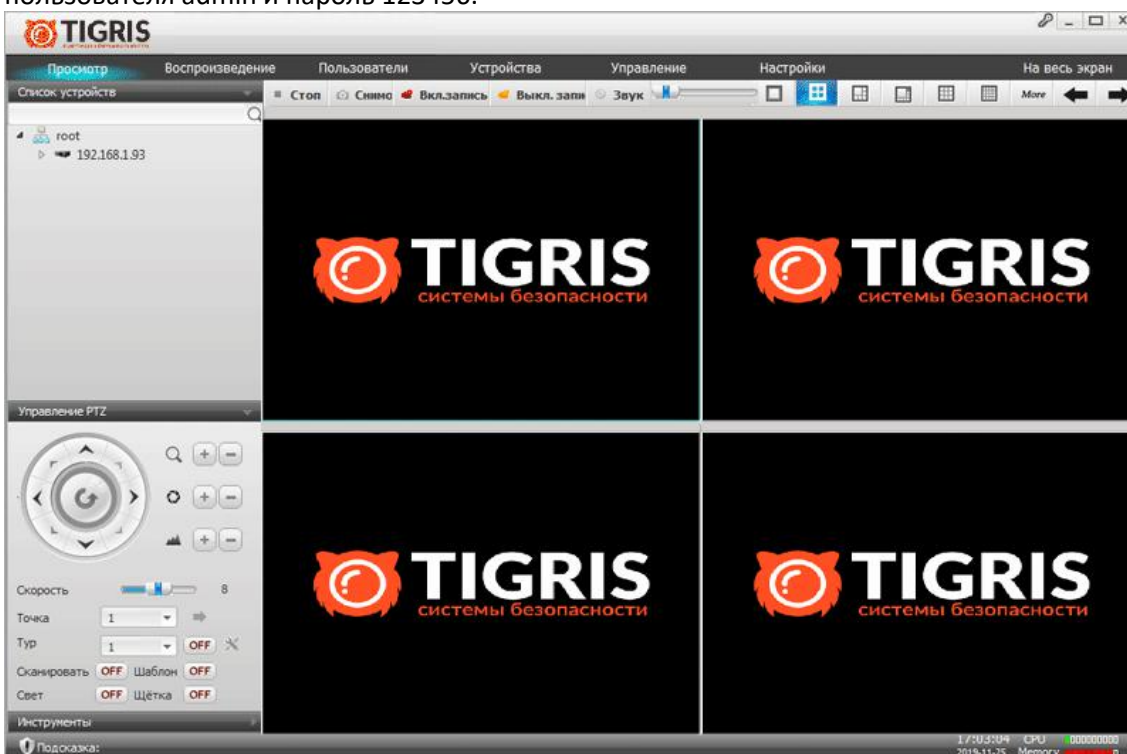 пользователя admin и пароль 123456.
TIGRIS
Просмотр Воспроизведение Пользователи Устройства Управление Настройки На весь экран
Список устройств
Стоп Снимо Вкл.запись Выкл. запи Звук More
root
192.168.1.93
TIGRIS
системы безопасности
TIGRIS
системы безопасности
Управление PTZ
TIGRIS
системы безопасности
TIGRIS
системы безопасности
Скорость 8
Точка 1
Тур 1 OFF
Сканировать OFF Шаблон OFF
Свет OFF Щётка OFF
Инструменты
Подсказка:
17:03:04 CPU
2019-11-25 Memory